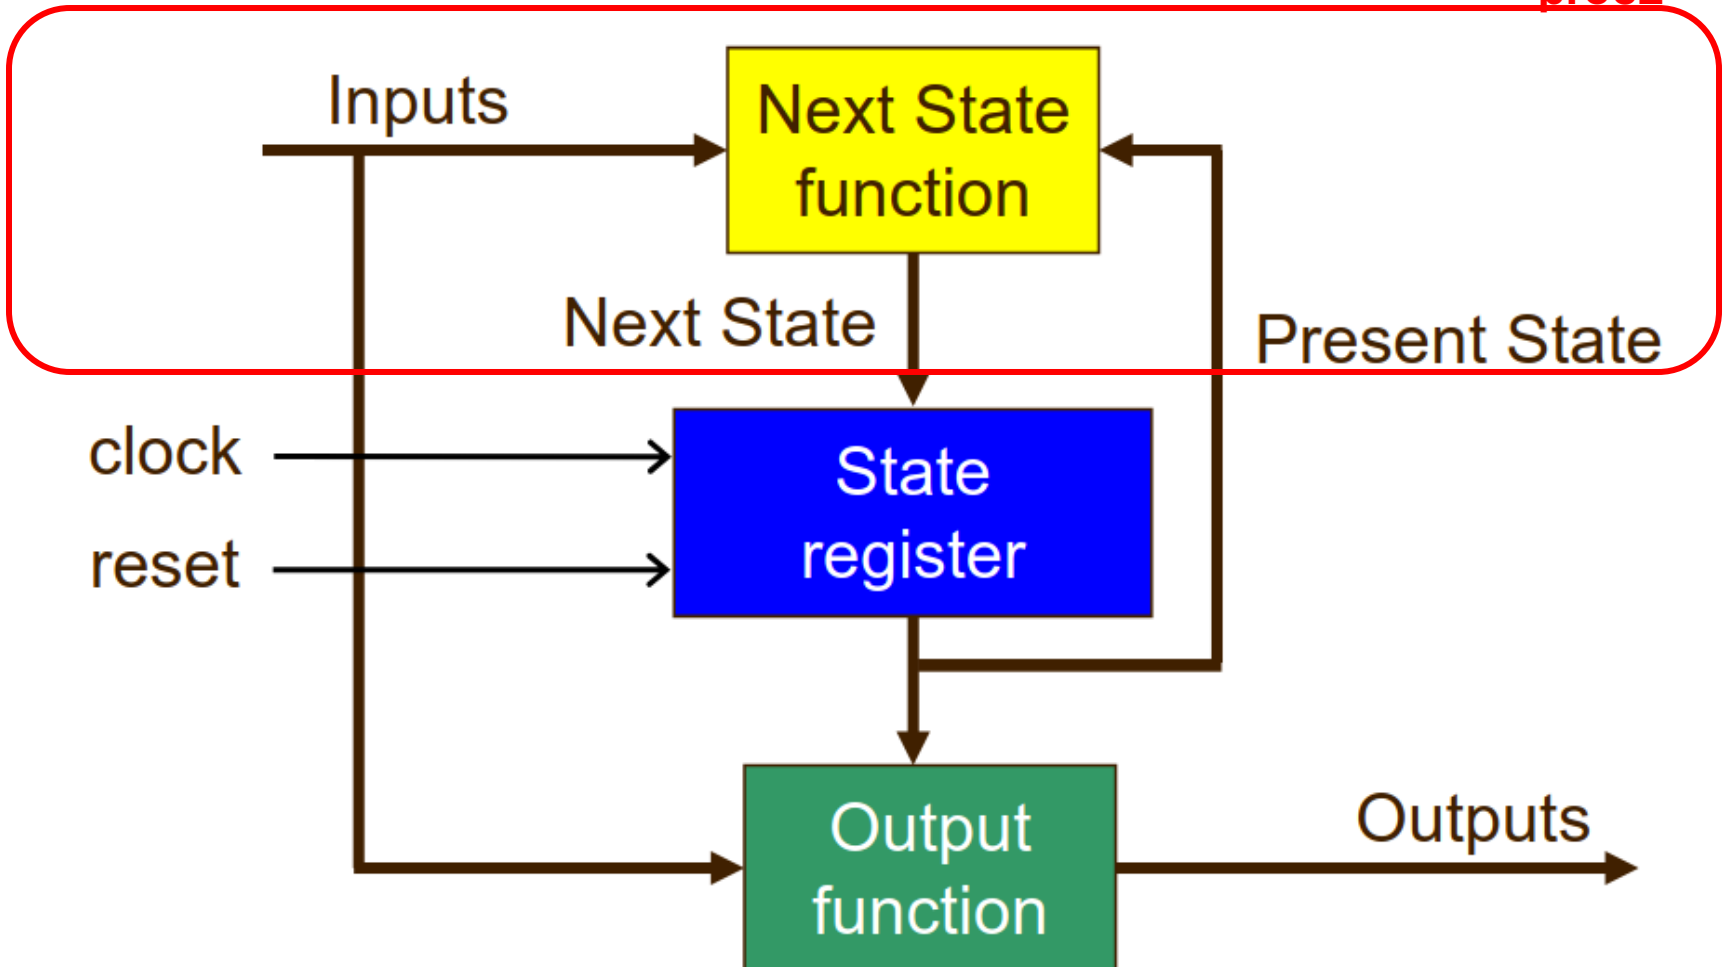 Inputs
Next State
function
Next State
Present State
clock
reset
State
register
Output
function
Outputs